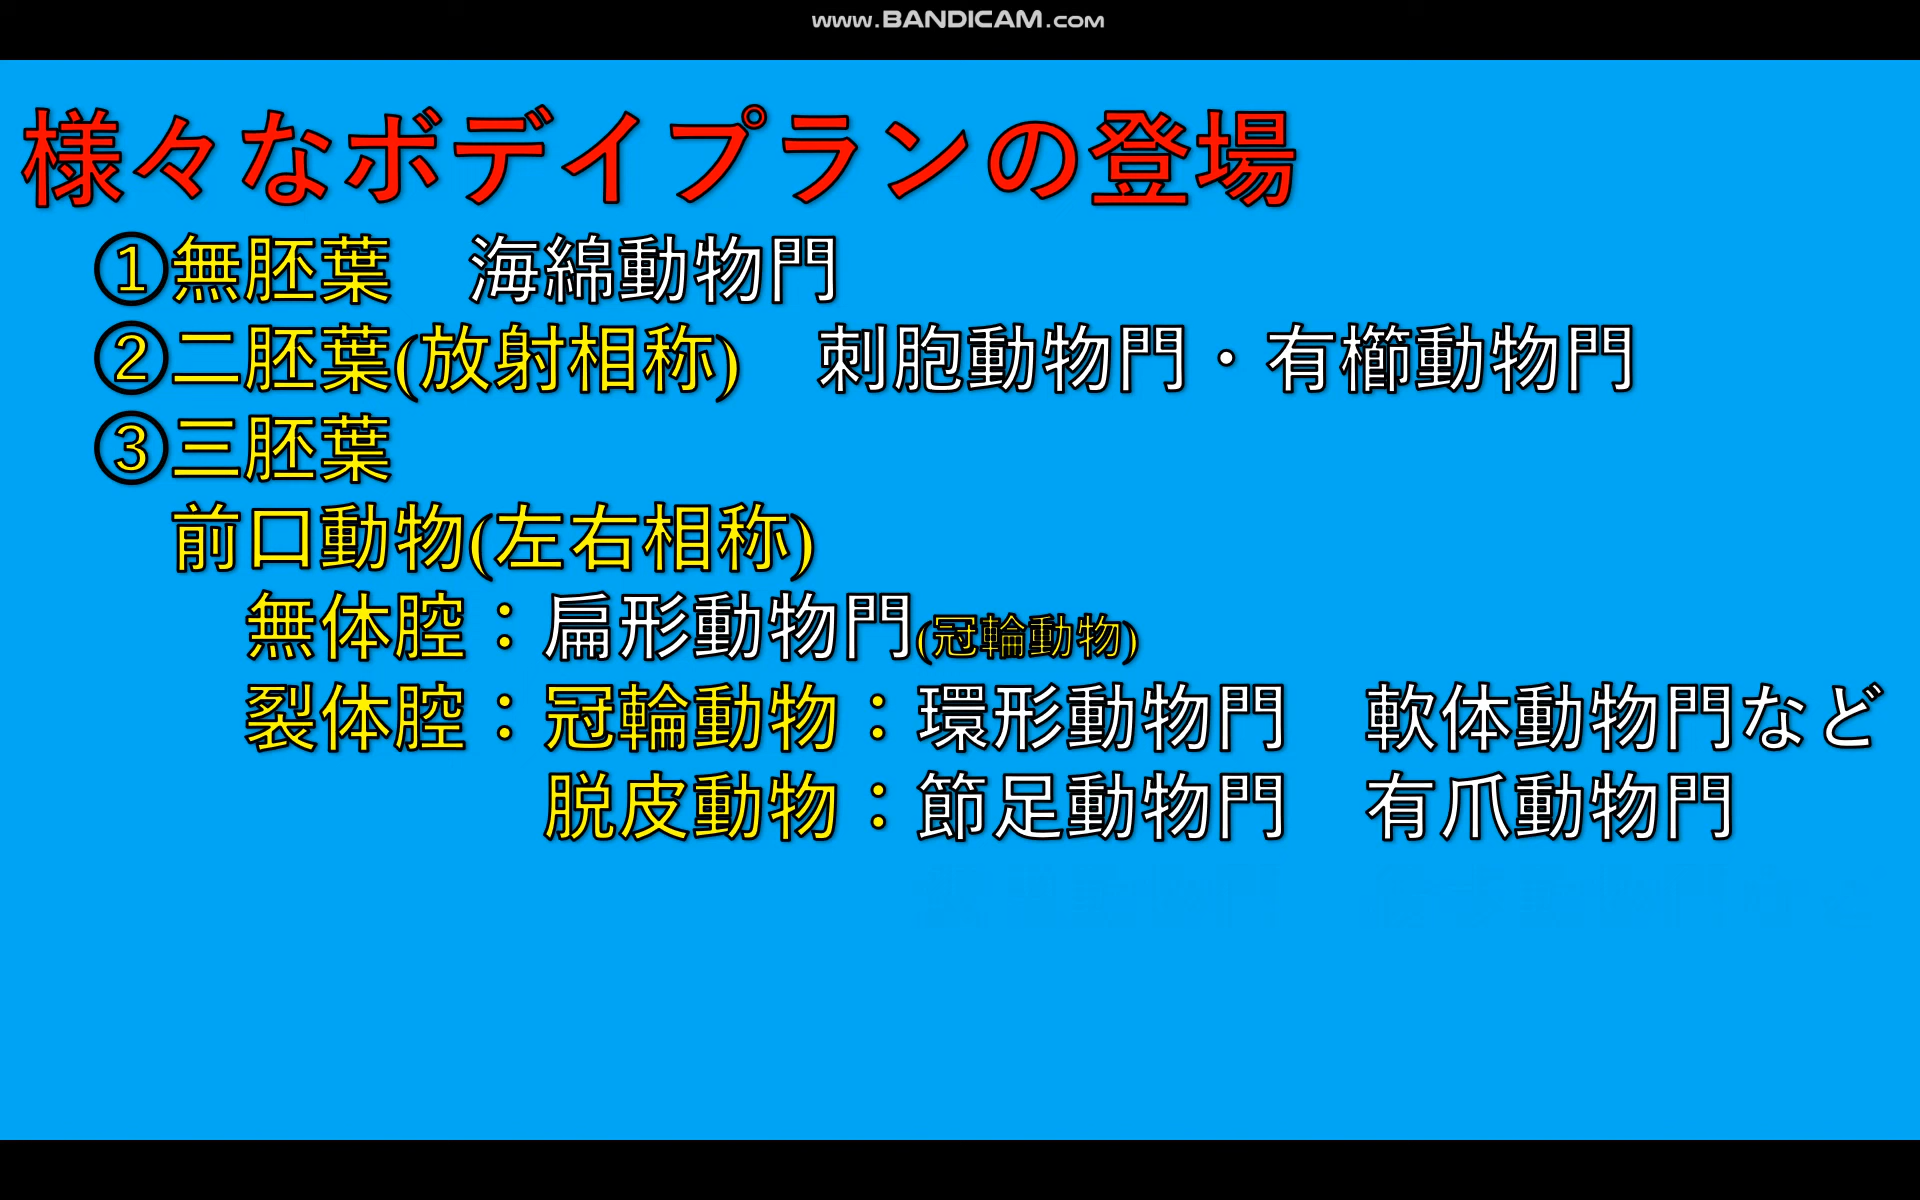 www.BANDICAM.com
様々なボデイプランの登場
①無胚葉　海綿動物門
②二胚葉(放射相称)　刺胞動物門・有櫛動物門
③三胚葉
前口動物(左右相称)
無体腔：扁形動物門(冠輪動物)
裂体腔：冠輪動物：環形動物門　軟体動物門など
脱皮動物：節足動物門　有爪動物門